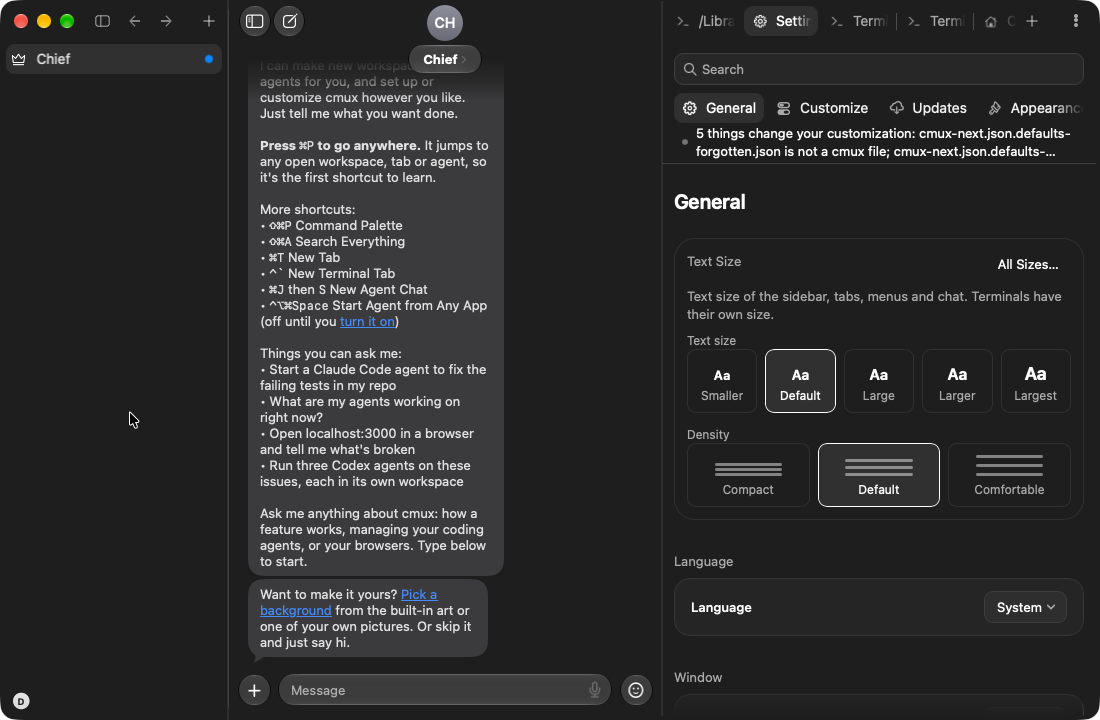 Chief
CH
Chief
I can make new workspac
agents for you, and set up or
customize cmux however you like.
Just tell me what you want done.
Press ⌘P to go anywhere. It jumps to
any open workspace, tab or agent, so
it's the first shortcut to learn.
More shortcuts:
• ⇧⌘P Command Palette
• ⇧⌘A Search Everything
• ⌘T New Tab
• ^` New Terminal Tab
• ⌘J then S New Agent Chat
• ^⌥⌘Space Start Agent from Any App
(off until you turn it on)
Things you can ask me:
• Start a Claude Code agent to fix the
failing tests in my repo
• What are my agents working on
right now?
• Open localhost:3000 in a browser
and tell me what's broken
• Run three Codex agents on these
issues, each in its own workspace
Ask me anything about cmux: how a
feature works, managing your coding
agents, or your browsers. Type below
to start.
Want to make it yours? Pick a
background from the built-in art or
one of your own pictures. Or skip it
and just say hi.
Message
D
/Libra
Settin
Termi
Termi
Search
General
Customize
Updates
Appearanc
5 things change your customization: cmux-next.json.defaults-
forgotten.json is not a cmux file; cmux-next.json.defaults-...
General
Text Size
All Sizes...
Text size of the sidebar, tabs, menus and chat. Terminals have
their own size.
Text size
Aa Aa Aa Aa Aa
Smaller Default Large Larger Largest
Density
Compact Default Comfortable
Language
Language
System
Window